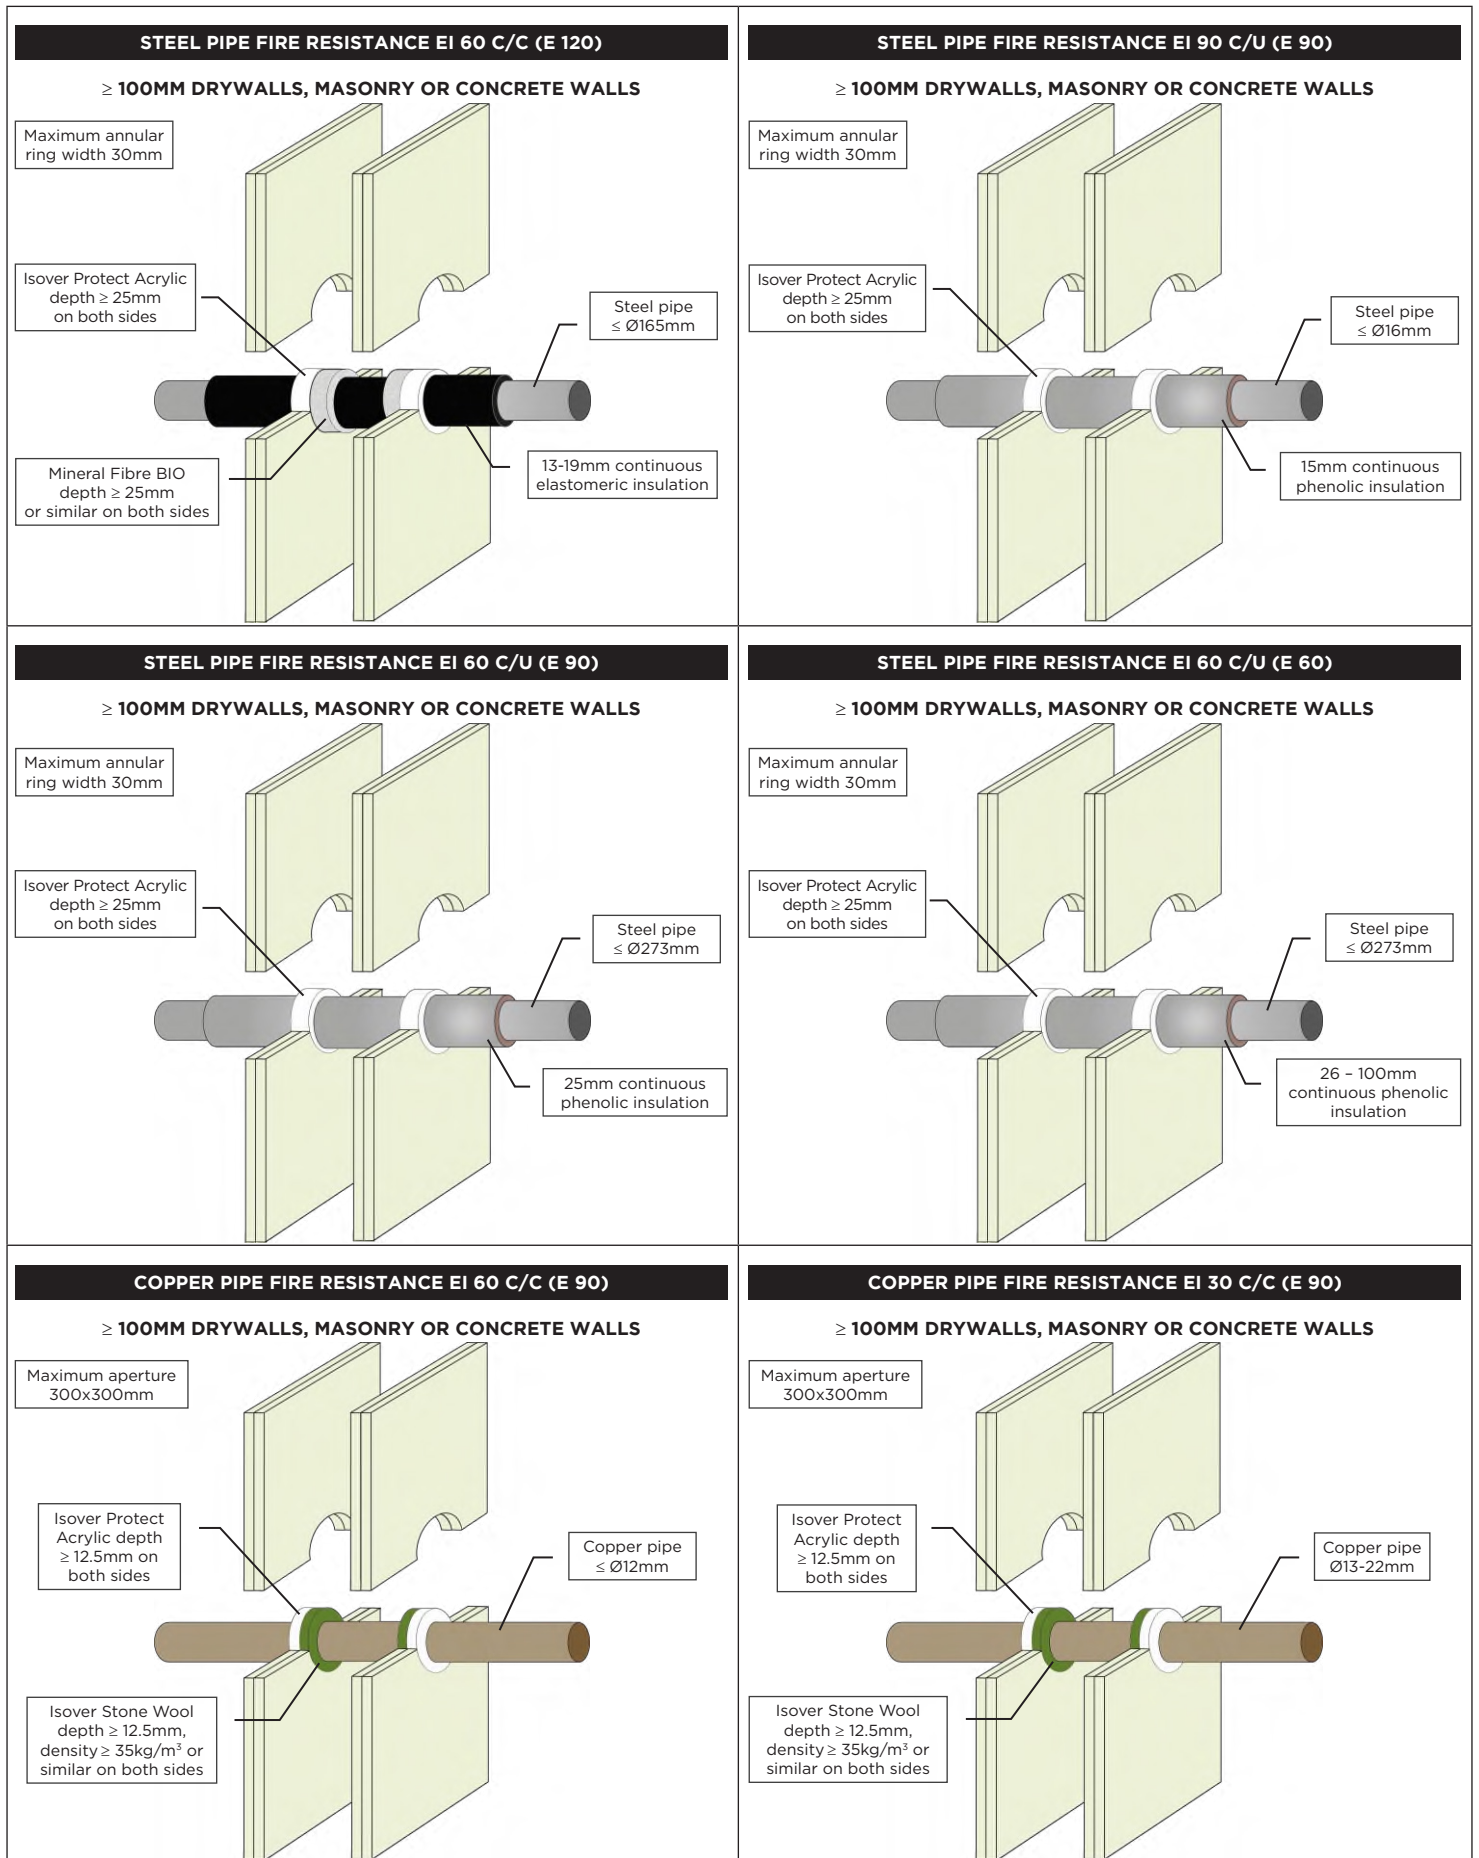 STEEL PIPE FIRE RESISTANCE EI 60 C/C (E 120)
≥ 100MM DRYWALLS, MASONRY OR CONCRETE WALLS
Maximum annular
ring width 30mm
Isover Protect Acrylic
depth ≥ 25mm
on both sides
Steel pipe
≤ Ø165mm
Mineral Fibre BIO
depth ≥ 25mm
or similar on both sides
13-19mm continuous
elastomeric insulation
STEEL PIPE FIRE RESISTANCE EI 90 C/U (E 90)
≥ 100MM DRYWALLS, MASONRY OR CONCRETE WALLS
Maximum annular
ring width 30mm
Isover Protect Acrylic
depth ≥ 25mm
on both sides
Steel pipe
≤ Ø16mm
15mm continuous
phenolic insulation
STEEL PIPE FIRE RESISTANCE EI 60 C/U (E 90)
≥ 100MM DRYWALLS, MASONRY OR CONCRETE WALLS
Maximum annular
ring width 30mm
Isover Protect Acrylic
depth ≥ 25mm
on both sides
Steel pipe
≤ Ø273mm
25mm continuous
phenolic insulation
STEEL PIPE FIRE RESISTANCE EI 60 C/U (E 60)
≥ 100MM DRYWALLS, MASONRY OR CONCRETE WALLS
Maximum annular
ring width 30mm
Isover Protect Acrylic
depth ≥ 25mm
on both sides
Steel pipe
≤ Ø273mm
26 – 100mm
continuous phenolic
insulation
COPPER PIPE FIRE RESISTANCE EI 60 C/C (E 90)
≥ 100MM DRYWALLS, MASONRY OR CONCRETE WALLS
Maximum aperture
300x300mm
Isover Protect
Acrylic depth
≥ 12.5mm on
both sides
Copper pipe
≤ Ø12mm
Isover Stone Wool
depth ≥ 12.5mm,
density ≥ 35kg/m³ or
similar on both sides
COPPER PIPE FIRE RESISTANCE EI 30 C/C (E 90)
≥ 100MM DRYWALLS, MASONRY OR CONCRETE WALLS
Maximum aperture
300x300mm
Isover Protect
Acrylic depth
≥ 12.5mm on
both sides
Copper pipe
Ø13-22mm
Isover Stone Wool
depth ≥ 12.5mm,
density ≥ 35kg/m³ or
similar on both sides